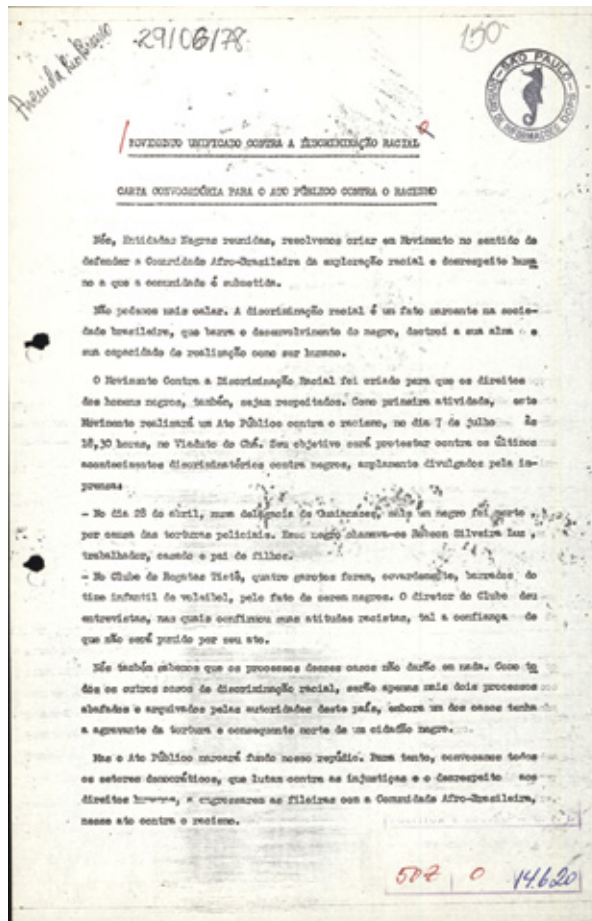 Avenida Rio Branco
29/06/78
150
SÃO PAULO
MOVIMENTO UNIFICADO CONTRA A DISCRIMINAÇÃO RACIAL
CARTA CONVOCATÓRIA PARA O ATO PÚBLICO CONTRA O RACISMO
Nós, Entidades Negras reunidas, resolvemos criar um Movimento no sentido de
defender a Comunidade Afro-Brasileira da exploração racial e desrespeito huma
no a que a comunidade é submetida.
Não podemos mais calar. A discriminação racial é um fato marcante na socie-
dade brasileira, que barra o desenvolvimento do negro, destroi a sua alma e
sua capacidade de realização como ser humano.
O Movimento Contra a Discriminação Racial foi criado para que os direitos
dos homens negros, também, sejam respeitados. Como primeira atividade, este
Movimento realizará um Ato Público contra o racismo, no dia 7 de julho às
18,30 horas, no Viaduto do Chá. Seu objetivo será protestar contra os últimos
acontecimentos discriminatórios contra negros, amplamente divulgados pela im-
prensa:
- No dia 28 de abril, numa delegacia de Guaianazes, mais um negro foi morto
por causa das torturas policiais. Esse negro chamava-se Robson Silveira Luz,
trabalhador, casado e pai de filhos.
- No Clube de Regatas Tietê, quatro garotos foram, covardemente, barrados do
time infantil de voleibol, pelo fato de serem negros. O diretor do Clube deu
entrevistas, nas quais confirmou suas atitudes racistas, tal a confiança de
que não será punido por seu ato.
Nós também sabemos que os processos desses casos não darão em nada. Como to
dos os outros casos de discriminação racial, serão apenas mais dois processos
abafados e arquivados pelas autoridades deste país, embora um dos casos tenha
a agravante da tortura e consequente morte de um cidadão negro.
Mas o Ato Público marcará fundo nosso repúdio. Para tanto, convocamos todos
os setores democráticos, que lutam contra as injustiças e o desrespeito aos
direitos humanos, a engrossarem as fileiras com a Comunidade Afro-Brasileira,
nesse ato contra o racismo.
50Z 0 14.620